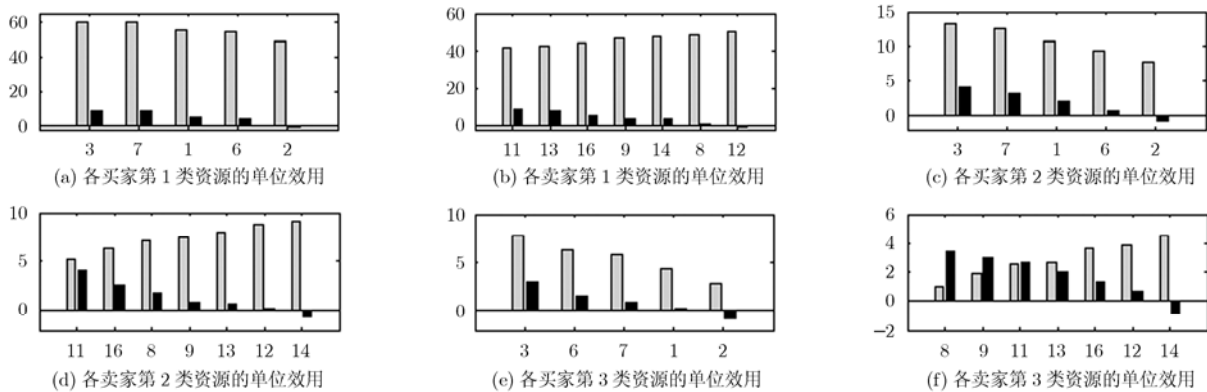 60
40
20
0
3 7 1 6 2
(a) 各买家第 1 类资源的单位效用
60
40
20
0
11 13 16 9 14 8 12
(b) 各卖家第 1 类资源的单位效用
15
10
5
0
3 7 1 6 2
(c) 各买家第 2 类资源的单位效用
10
5
0
11 16 8 9 13 12 14
(d) 各卖家第 2 类资源的单位效用
10
5
0
3 6 7 1 2
(e) 各买家第 3 类资源的单位效用
6
4
2
0
−2
8 9 11 13 16 12 14
(f) 各卖家第 3 类资源的单位效用